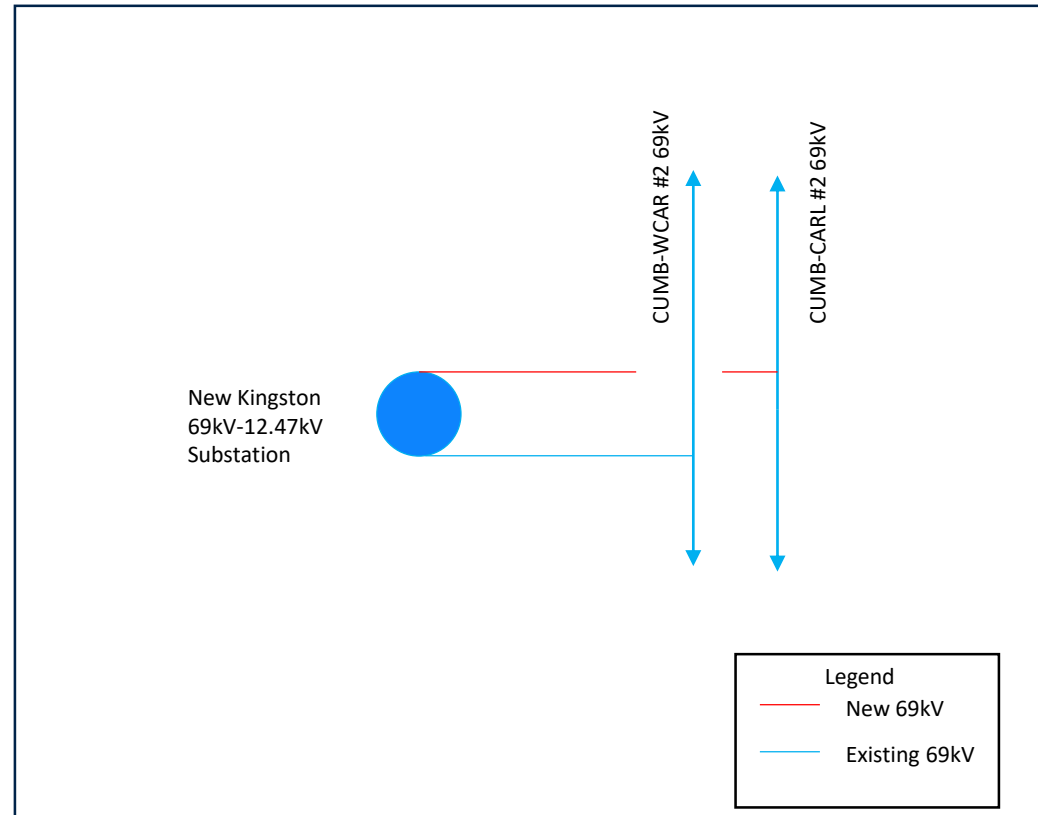 CUMB-WCAR #2 69kV
CUMB-CARL #2 69kV
New Kingston
69kV-12.47kV
Substation
Legend
New 69kV
Existing 69kV